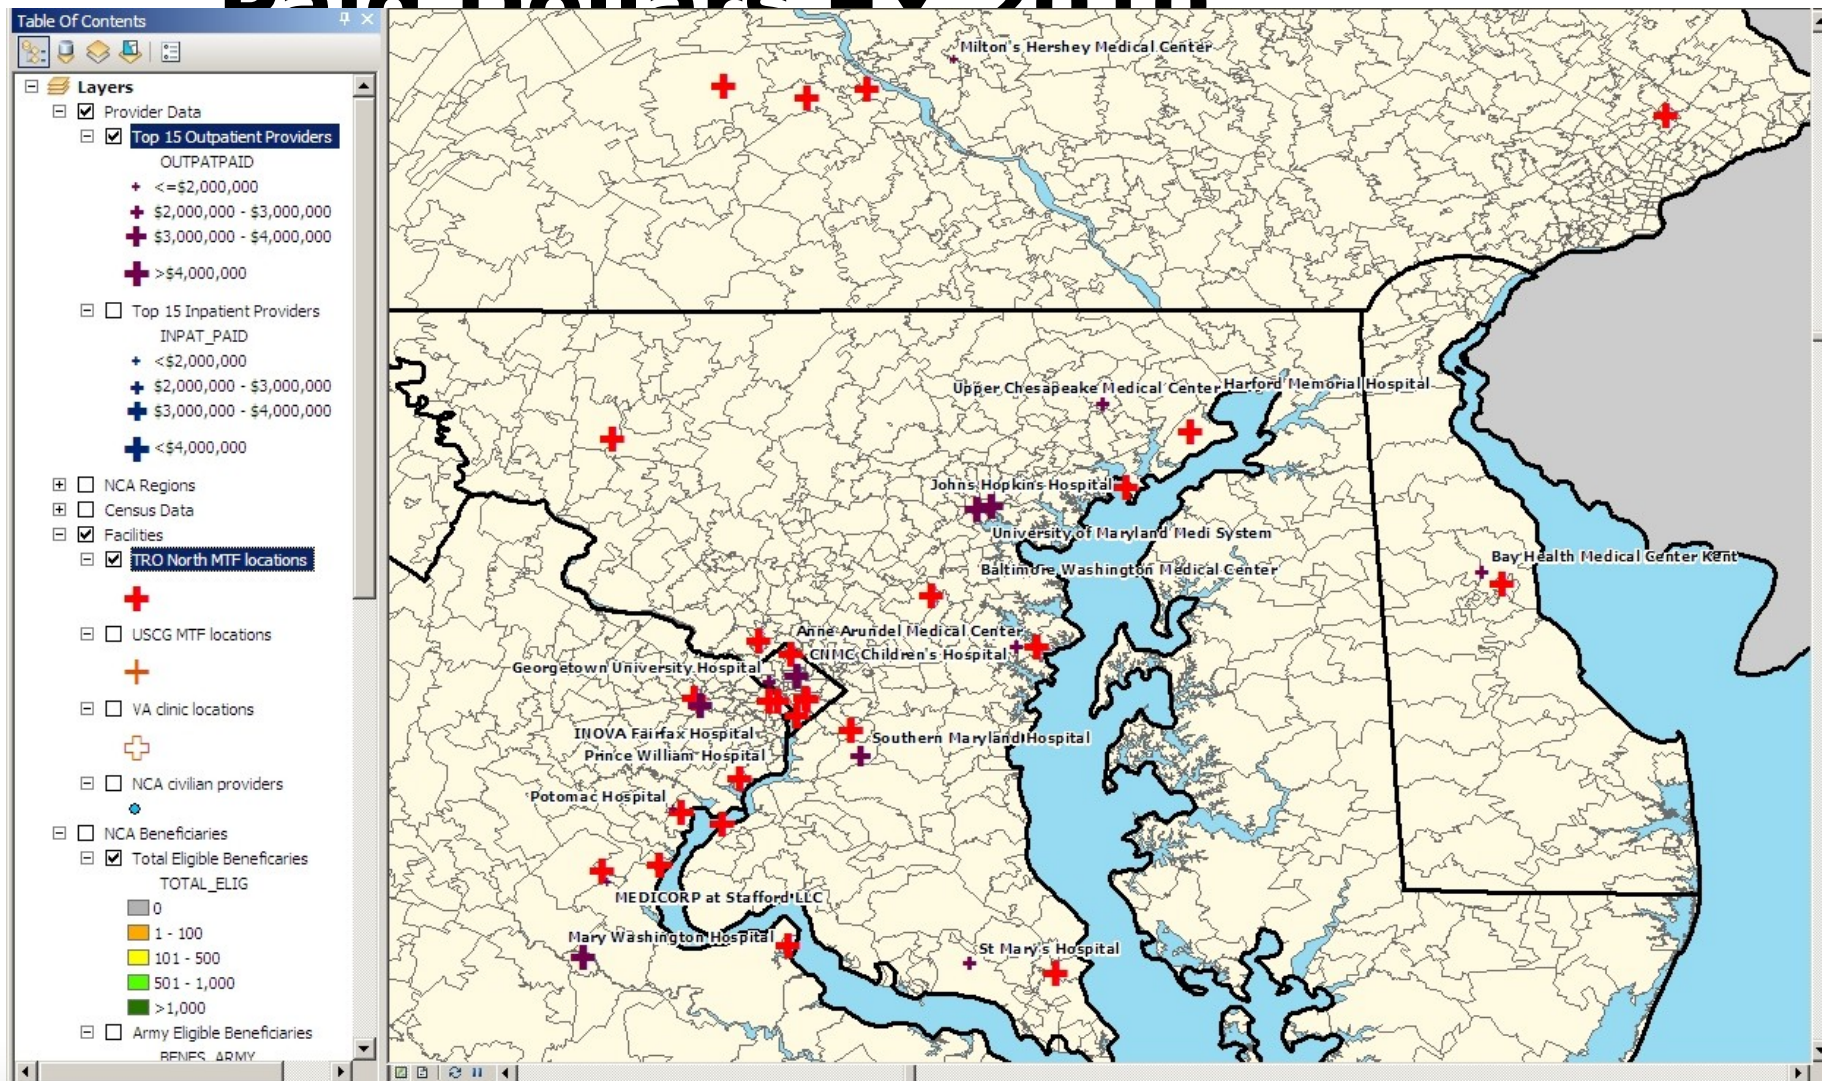 Paid Dollars FY 2010
Table Of Contents
Layers
Provider Data
Top 15 Outpatient Providers
OUTPATPAID
<=$2,000,000
$2,000,000 - $3,000,000
$3,000,000 - $4,000,000
>$4,000,000
Top 15 Inpatient Providers
INPAT_PAID
<$2,000,000
$2,000,000 - $3,000,000
$3,000,000 - $4,000,000
<$4,000,000
NCA Regions
Census Data
Facilities
TRO North MTF locations
USCG MTF locations
VA clinic locations
NCA civilian providers
NCA Beneficiaries
Total Eligible Beneficaries
TOTAL_ELIG
0
1 - 100
101 - 500
501 - 1,000
>1,000
Army Eligible Beneficiaries
BENES_ARMY
Milton's Hershey Medical Center
Upper Chesapeake Medical Center
Harford Memorial Hospital
Johns Hopkins Hospital
University of Maryland Medi System
Bay Health Medical Center Kent
Baltimore Washington Medical Center
Anne Arundel Medical Center
CNMC Children's Hospital
Georgetown University Hospital
INOVA Fairfax Hospital
Southern Maryland Hospital
Prince William Hospital
Potomac Hospital
MEDICORP at Stafford LLC
Mary Washington Hospital
St Mary's Hospital